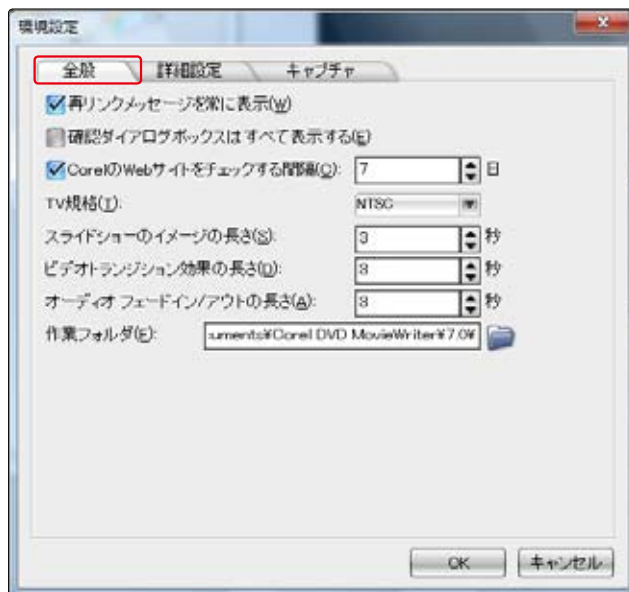 環境設定
全般 詳細設定 キャプチャ
再リンクメッセージを常に表示(W)
確認ダイアログボックスはすべて表示する(E)
CorelのWebサイトをチェックする間隔(C): 7 日
TV規格(T): NTSC
スライドショーのイメージの長さ(S): 3 秒
ビデオトランジション効果の長さ(D): 3 秒
オーディオ フェードイン/アウトの長さ(A): 3 秒
作業フォルダ(F): uments¥Corel DVD MovieWriter¥7.0¥
OK キャンセル